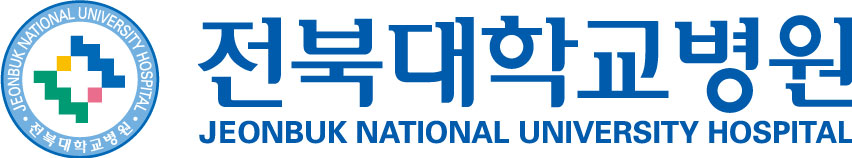 JEONBUK NATIONAL UNIVERSITY HOSPITAL
· 전북대학교병원 ·
전북대학교병원
JEONBUK NATIONAL UNIVERSITY HOSPITAL